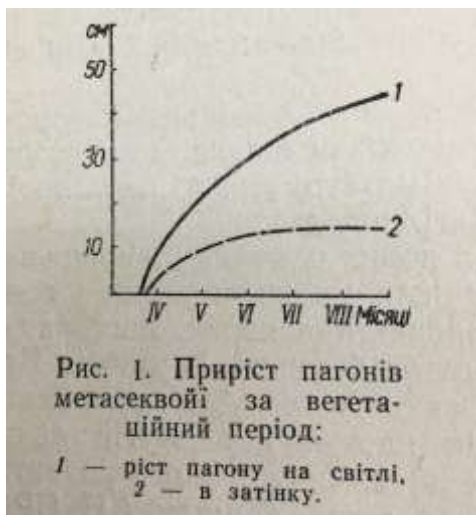 см
50
30
10
1
2
IV V VI VII VIII Місяці
Рис. 1. Приріст пагонів
метасеквойї за вегета-
ційний період:
1 — ріст пагону на світлі,
2 — в затінку.